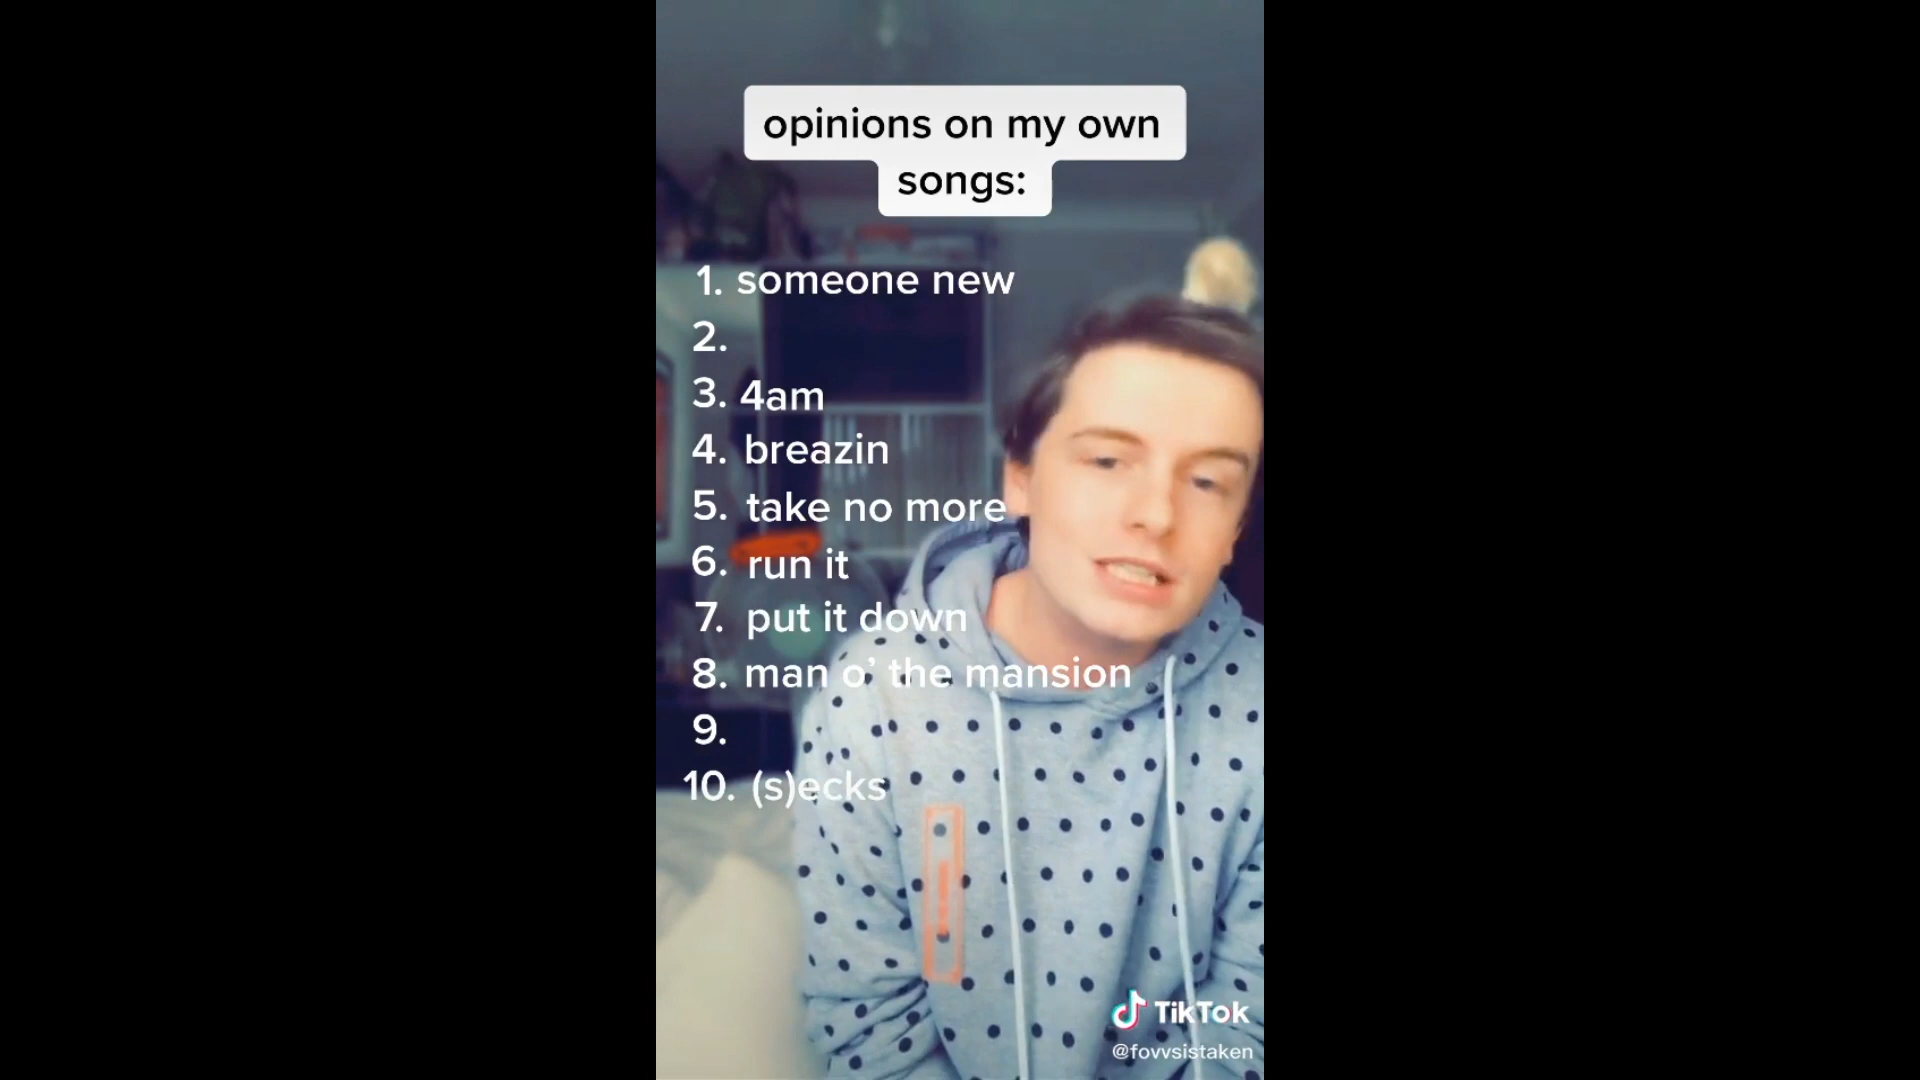 opinions on my own
songs:
1. someone new
2.
3. 4am
4. breazin
5. take no more
6. run it
7. put it down
8. man o’ the mansion
9.
10. (s)ecks
TikTok
@fovvsistaken